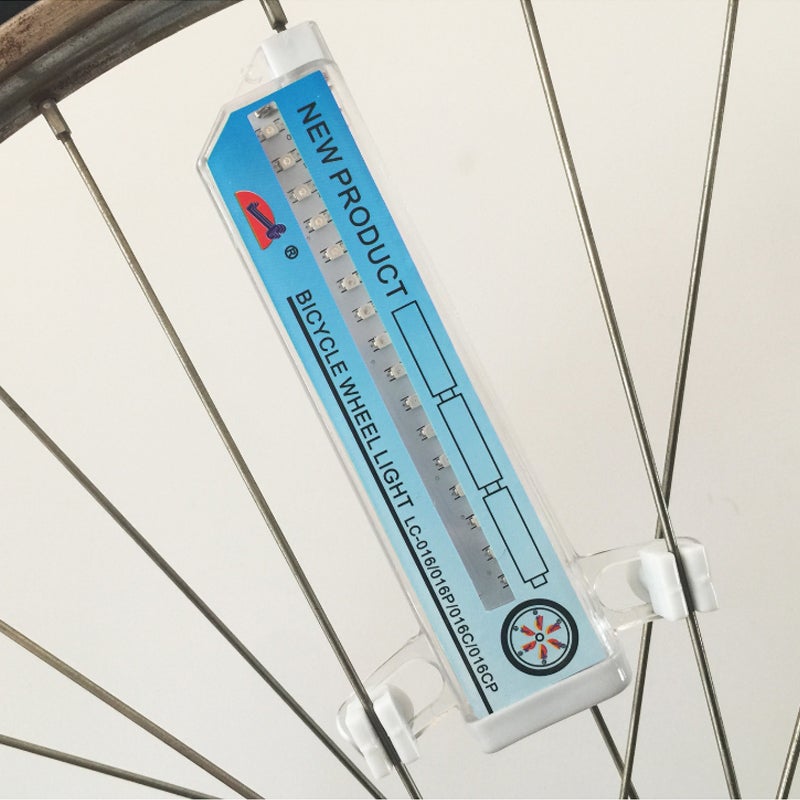 NEW PRODUCT
®
BICYCLE WHEEL LIGHT LC-016/016P/016C/016CP